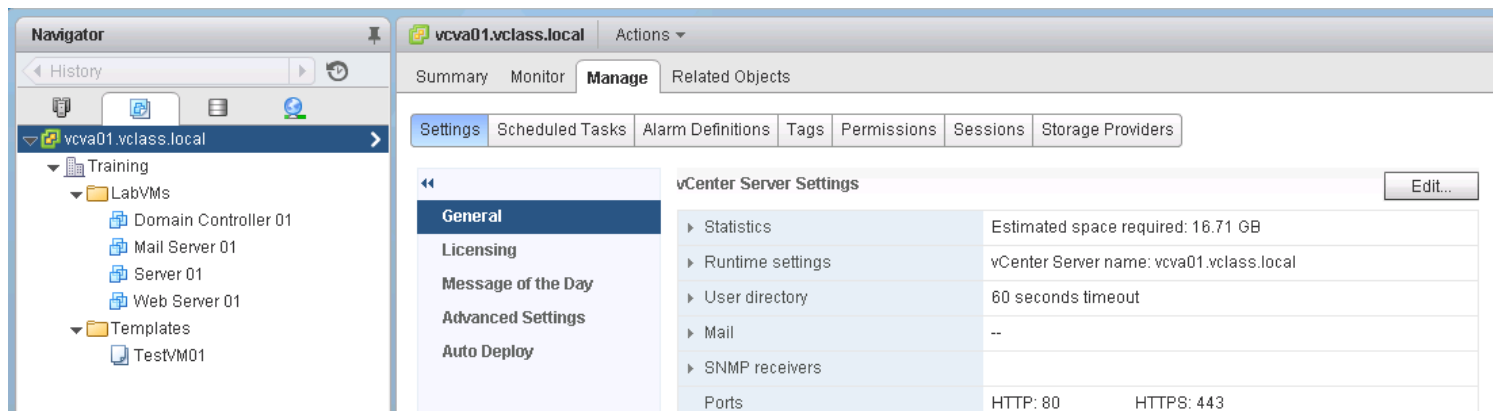 Navigator
History
vcva01.vclass.local
Training
LabVMs
Domain Controller 01
Mail Server 01
Server 01
Web Server 01
Templates
TestVM01
vcva01.vclass.local Actions
Summary Monitor Manage Related Objects
Settings Scheduled Tasks Alarm Definitions Tags Permissions Sessions Storage Providers
General
Licensing
Message of the Day
Advanced Settings
Auto Deploy
vCenter Server Settings Edit...
Statistics Estimated space required: 16.71 GB
Runtime settings vCenter Server name: vcva01.vclass.local
User directory 60 seconds timeout
Mail --
SNMP receivers
Ports HTTP: 80 HTTPS: 443